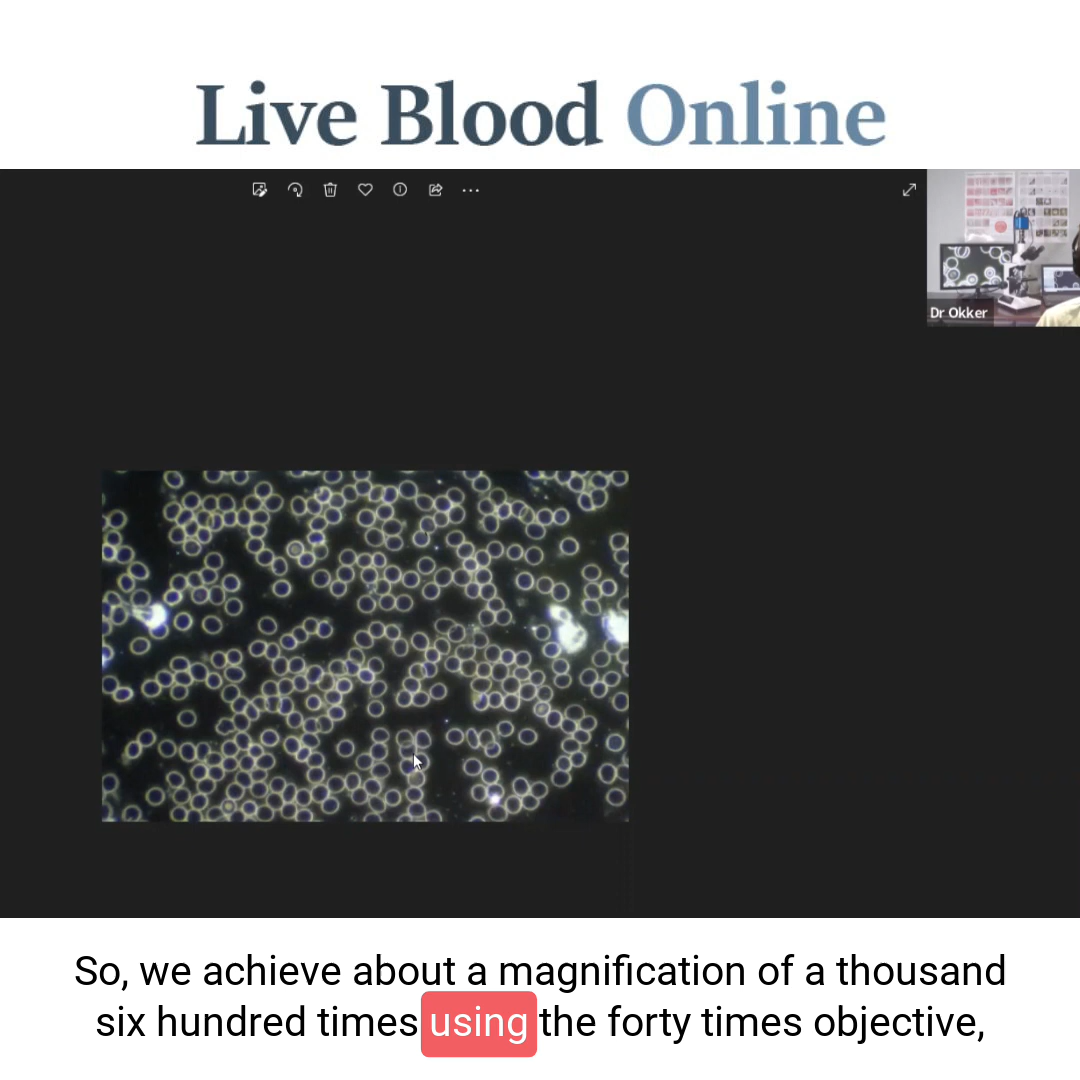 Live Blood Online
Dr Okker
So, we achieve about a magnification of a thousand
six hundred times using the forty times objective,